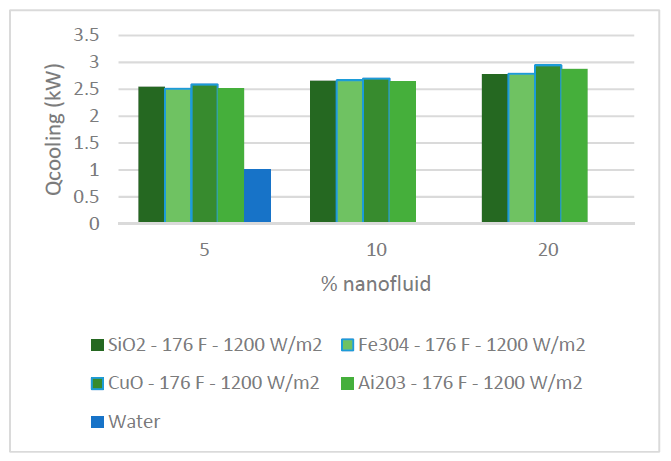 3.5
3
2.5
2
1.5
1
0.5
0
Qcooling (kW)
5 10 20
% nanofluid
SiO2 - 176 F - 1200 W/m2 Fe304 - 176 F - 1200 W/m2
CuO - 176 F - 1200 W/m2 Ai203 - 176 F - 1200 W/m2
Water